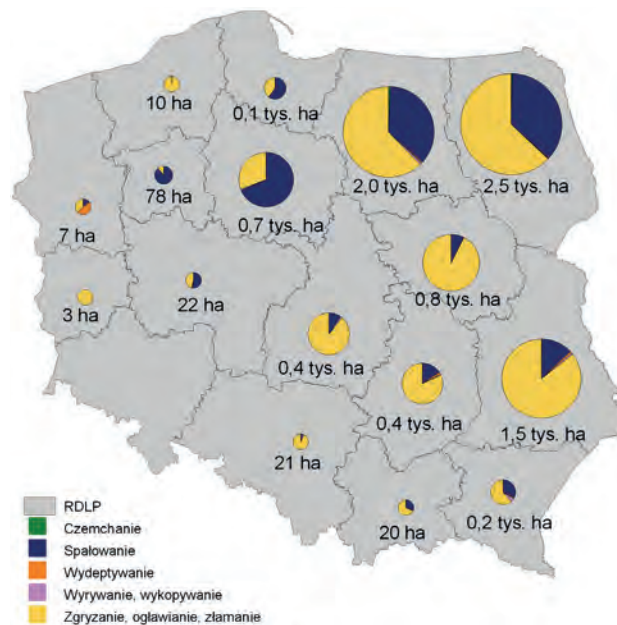 10 ha
0,1 tys. ha
2,0 tys. ha
2,5 tys. ha
78 ha
0,7 tys. ha
7 ha
0,8 tys. ha
3 ha
22 ha
0,4 tys. ha
0,4 tys. ha
1,5 tys. ha
21 ha
20 ha
0,2 tys. ha
RDLP
Czemchanie
Spałowanie
Wydeptywanie
Wyrywanie, wykopywanie
Zgryzanie, ogławianie, złamanie